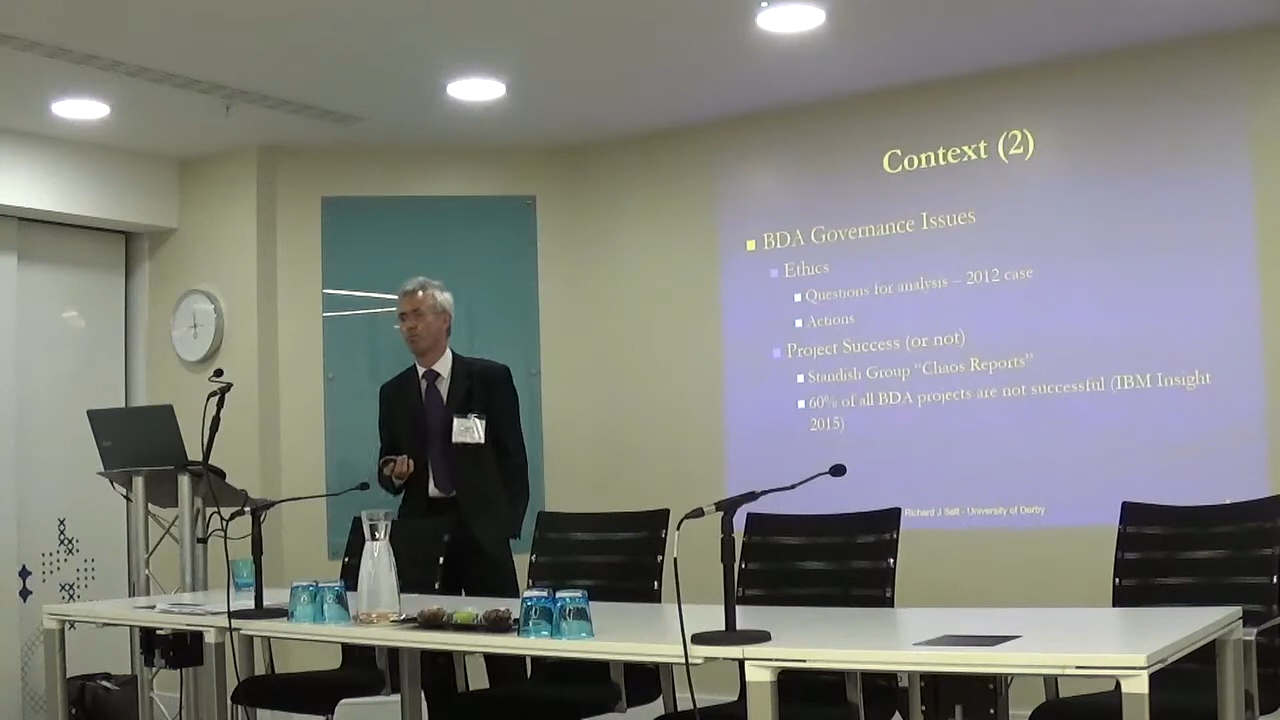 Context (2)
BDA Governance Issues
Ethics
Questions for analysis – 2012 case
Actions
Project Success (or not)
Standish Group "Chaos Reports"
60% of all BDA projects are not successful (IBM Insight
2015)
Richard J Self - University of Derby